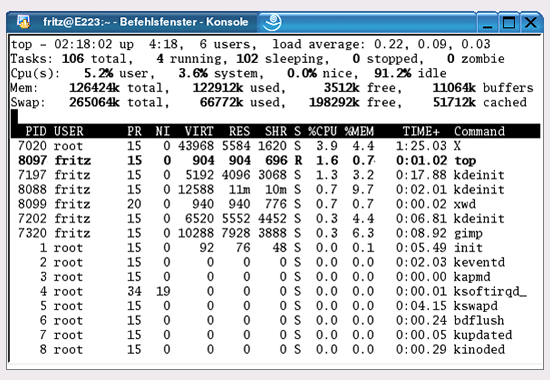 fritz@E223:~ - Befehlsfenster - Konsole
top - 02:18:02 up 4:18, 6 users, load average: 0.22, 0.09, 0.03
Tasks: 106 total, 4 running, 102 sleeping, 0 stopped, 0 zombie
Cpu(s): 5.2% user, 3.6% system, 0.0% nice, 91.2% idle
Mem: 126424k total, 122912k used, 3512k free, 11064k buffers
Swap: 265064k total, 66772k used, 198292k free, 51712k cached
PID USER PR NI VIRT RES SHR S %CPU %MEM TIME+ Command
7020 root 15 0 43968 5584 1620 S 3.9 4.4 1:25.03 X
8097 fritz 15 0 904 904 696 R 1.6 0.7 0:01.02 top
7197 fritz 15 0 5192 4096 3068 S 1.3 3.2 0:17.88 kdeinit
8088 fritz 15 0 12588 11m 10m S 0.7 9.7 0:02.01 kdeinit
8099 fritz 20 0 940 940 776 S 0.7 0.7 0:00.02 xwd
7202 fritz 15 0 6520 5552 4452 S 0.3 4.4 0:06.81 kdeinit
7320 fritz 15 0 10288 7928 3888 S 0.3 6.3 0:08.92 gimp
1 root 15 0 92 76 48 S 0.0 0.1 0:05.49 init
2 root 15 0 0 0 0 S 0.0 0.0 0:02.03 keventd
3 root 15 0 0 0 0 S 0.0 0.0 0:00.00 kapmd
4 root 34 19 0 0 0 S 0.0 0.0 0:00.01 ksoftirqd_
5 root 15 0 0 0 0 S 0.0 0.0 0:04.15 kswapd
6 root 15 0 0 0 0 S 0.0 0.0 0:00.24 bdflush
7 root 15 0 0 0 0 S 0.0 0.0 0:00.05 kupdated
8 root 15 0 0 0 0 S 0.0 0.0 0:00.29 kinoded